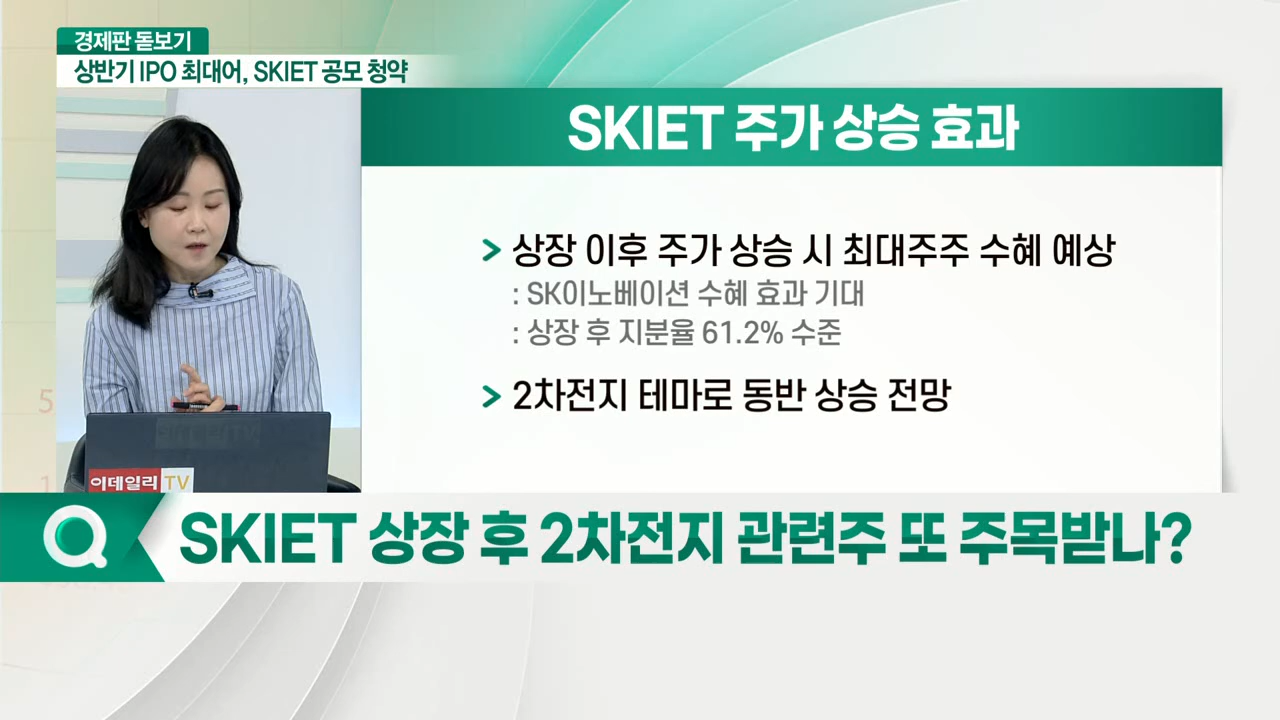 경제판 돋보기
상반기 IPO 최대어, SKIET 공모 청약
SKIET 주가 상승 효과
> 상장 이후 주가 상승 시 최대주주 수혜 예상
: SK이노베이션 수혜 효과 기대
: 상장 후 지분율 61.2% 수준
> 2차전지 테마로 동반 상승 전망
5
1
이데일리 TV
Q SKIET 상장 후 2차전지 관련주 또 주목받나?